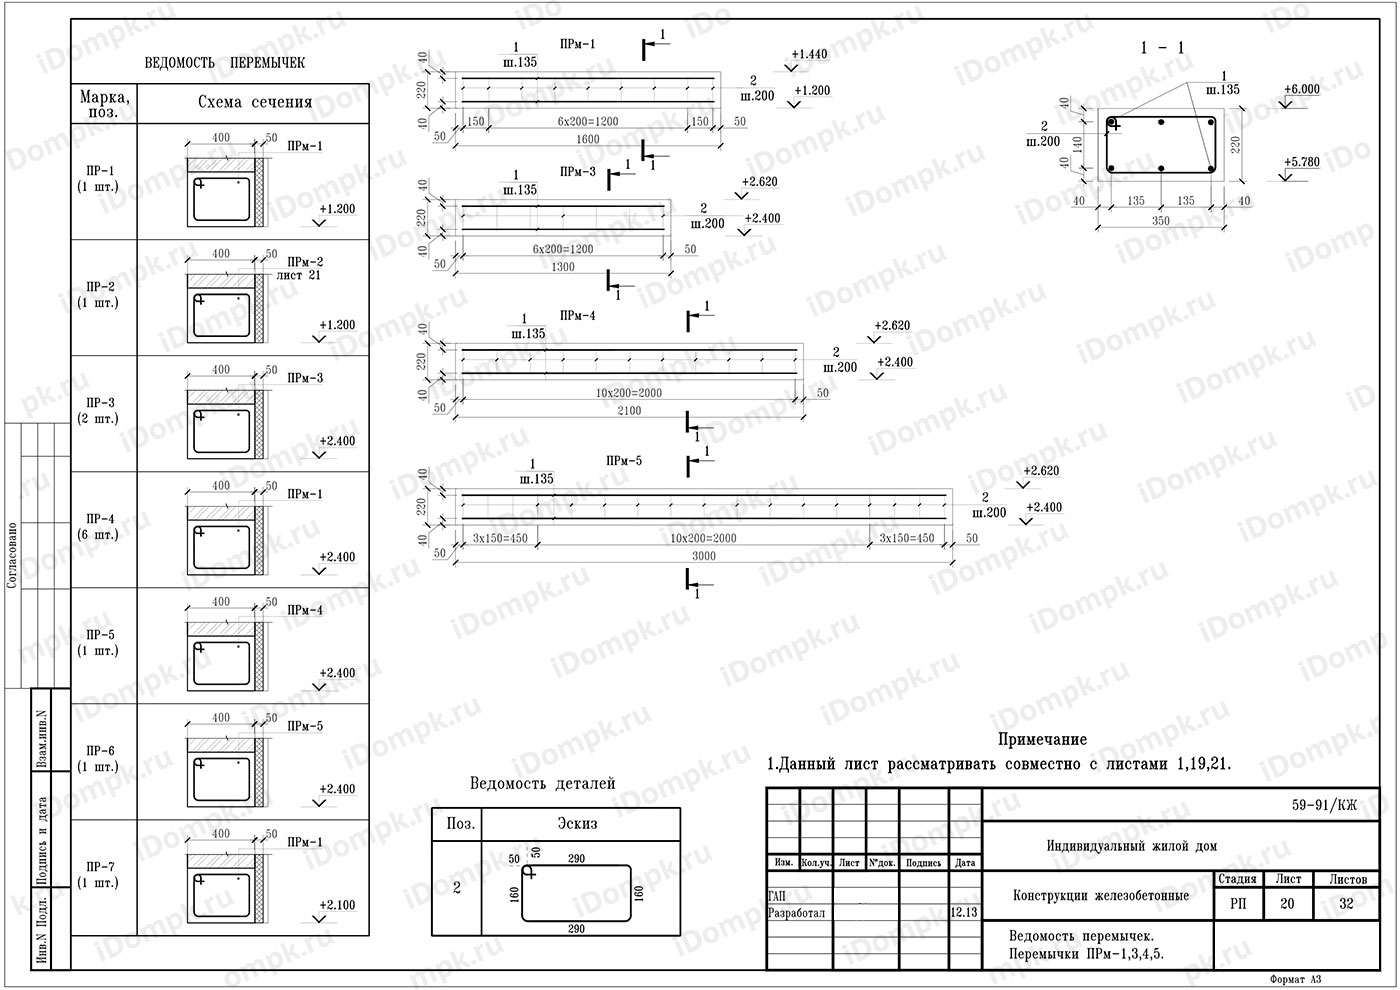 ВЕДОМОСТЬ ПЕРЕМЫЧЕК
Марка, поз.
Схема сечения
ПР-1
(1 шт.)
400
50
ПРм-1
+1.200
ПР-2
(1 шт.)
400
50
ПРм-2
лист 21
+1.200
ПР-3
(2 шт.)
400
50
ПРм-3
+2.400
ПР-4
(6 шт.)
400
50
ПРм-1
+2.400
ПР-5
(1 шт.)
400
50
ПРм-4
+2.400
ПР-6
(1 шт.)
400
50
ПРм-5
+2.400
ПР-7
(1 шт.)
400
50
ПРм-1
+2.100
ПРм-1
1
1
ш.135
40
220
40
2
ш.200
+1.440
+1.200
50
150
6х200=1200
150
50
1600
1
ПРм-3
1
1
ш.135
40
220
40
2
ш.200
+2.620
+2.400
50
6х200=1200
50
1300
1
ПРм-4
1
1
ш.135
40
220
40
2
ш.200
+2.620
+2.400
50
10х200=2000
50
2100
1
ПРм-5
1
1
ш.135
40
220
40
2
ш.200
+2.620
+2.400
50
3х150=450
10х200=2000
3х150=450
50
3000
1
1 - 1
1
ш.135
2
ш.200
40
140
40
220
+6.000
+5.780
40
135
135
40
350
Ведомость деталей
Поз.
Эскиз
2
50
50
290
160
160
290
Примечание
1.Данный лист рассматривать совместно с листами 1,19,21.
59-91/КЖ
Индивидуальный жилой дом
Изм.
Кол.уч.
Лист
N°док.
Подпись
Дата
ГАП
Разработал
12.13
Конструкции железобетонные
Стадия
Лист
Листов
РП
20
32
Ведомость перемычек.
Перемычки ПРм-1,3,4,5.
Формат А3
Согласовано
Взам.инв.N
Подпись и дата
Инв.N Подл.
iDompk.ru